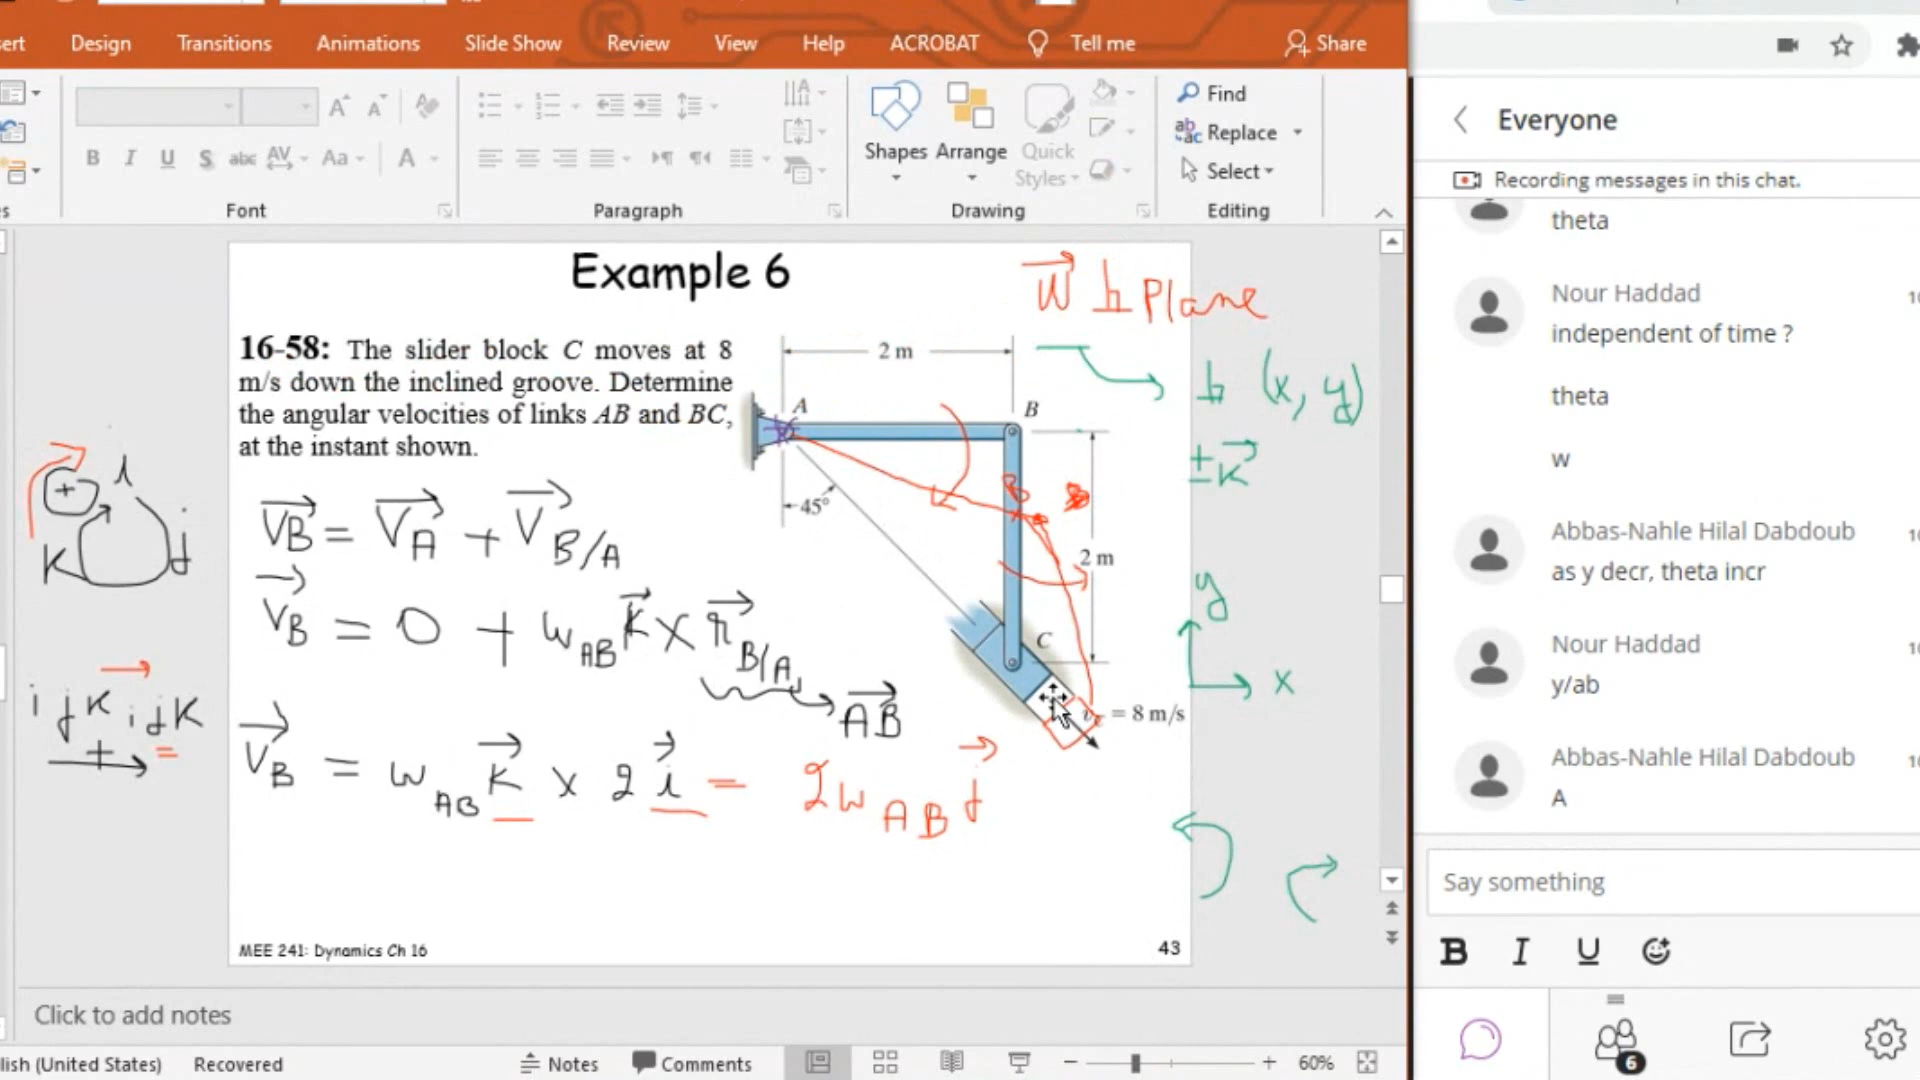 Design Transitions Animations Slide Show Review View Help ACROBAT Tell me Share
Find
Replace
Select
Shapes Arrange Quick Styles
B I U S abc AV Aa A
Font Paragraph Drawing Editing
Example 6
16-58: The slider block C moves at 8
m/s down the inclined groove. Determine
the angular velocities of links AB and BC,
at the instant shown.
2 m
A
B
45°
2 m
C
= 8 m/s
W ⊥ Plane
⊥ (x, y)
± K
y
x
B
i
+
K j
i j K i j K
+
VB = VA + VB/A
VB = 0 + wAB K x rB/A
AB
VB = wAB K x 2 i = 2 wAB j
MEE 241: Dynamics Ch 16
43
Click to add notes
lish (United States) Recovered Notes Comments 60%
Everyone
Recording messages in this chat.
theta
Nour Haddad
independent of time ?
theta
w
Abbas-Nahle Hilal Dabdoub
as y decr, theta incr
Nour Haddad
y/ab
Abbas-Nahle Hilal Dabdoub
A
Say something
B I U
6